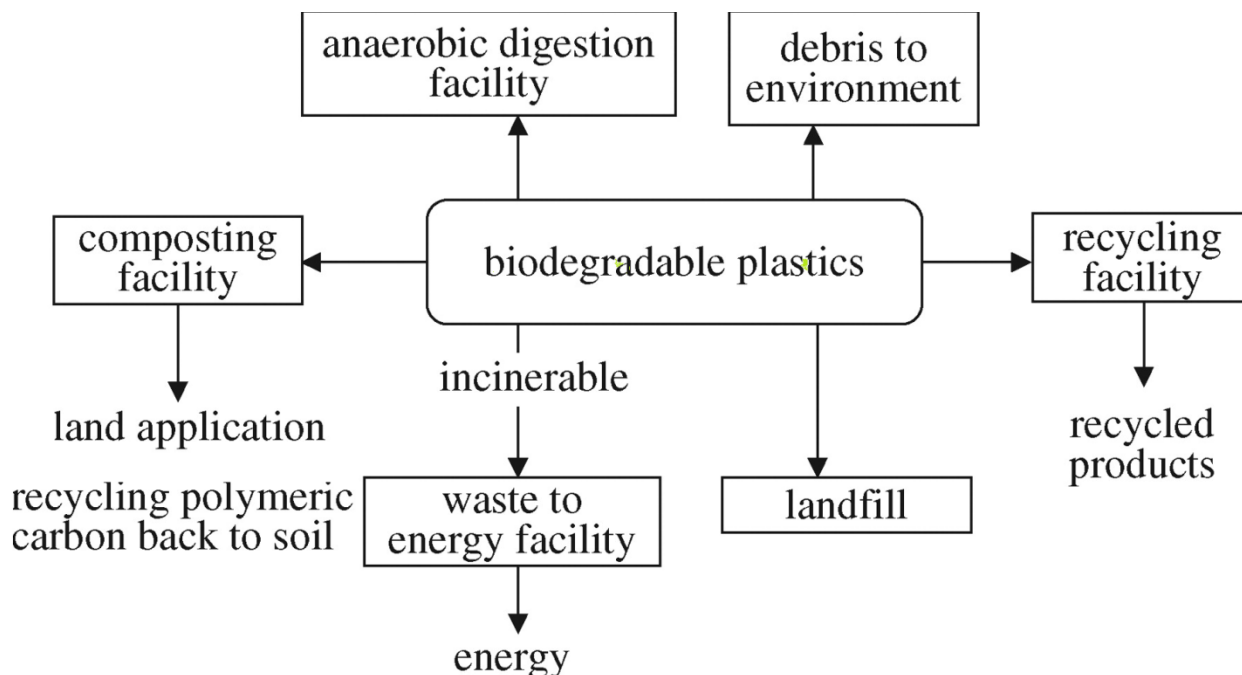 anaerobic digestion
facility
debris to
environment
composting
facility
biodegradable plastics
recycling
facility
incinerable
land application
recycled
products
recycling polymeric
carbon back to soil
waste to
energy facility
landfill
energy